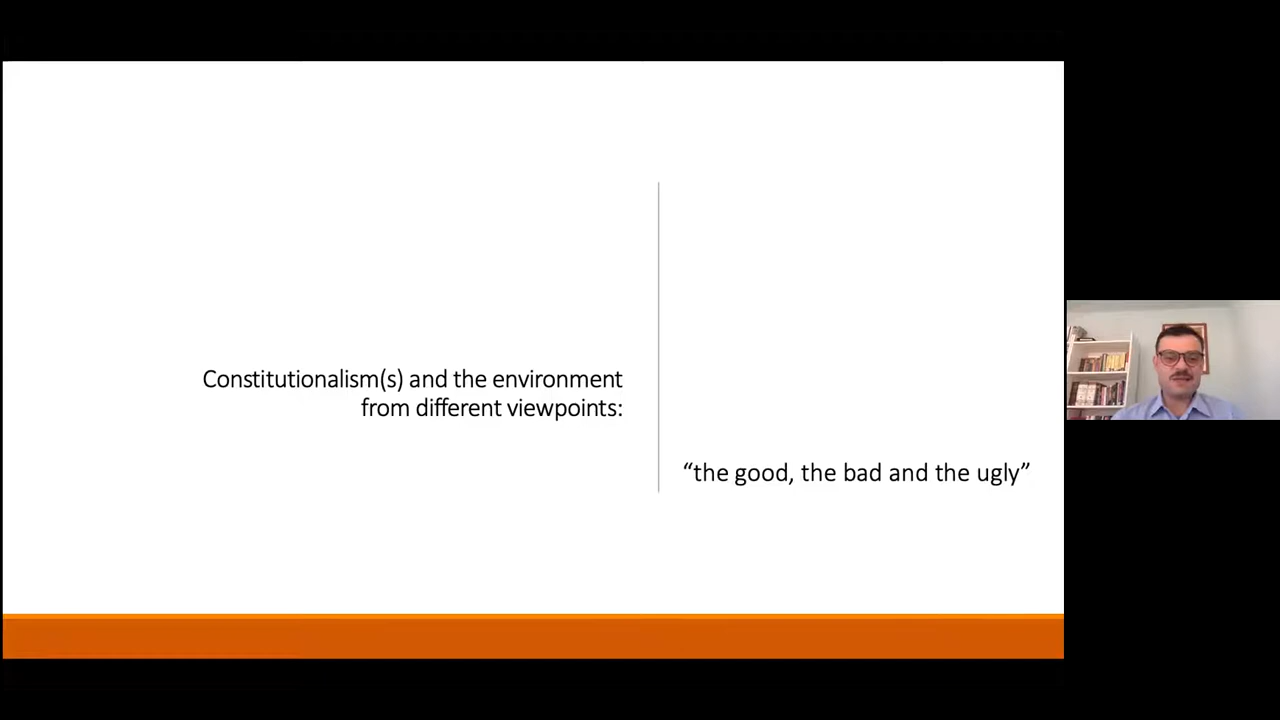 Constitutionalism(s) and the environment
from different viewpoints:
“the good, the bad and the ugly”